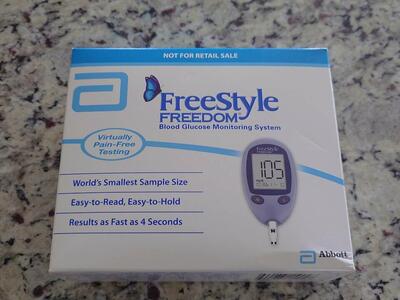 NOT FOR RETAIL SALE
FreeStyle
FREEDOM
Blood Glucose Monitoring System
Virtually
Pain-Free
Testing
World's Smallest Sample Size
Easy-to-Read, Easy-to-Hold
Results as Fast as 4 Seconds
FreeStyle
105
Abbott